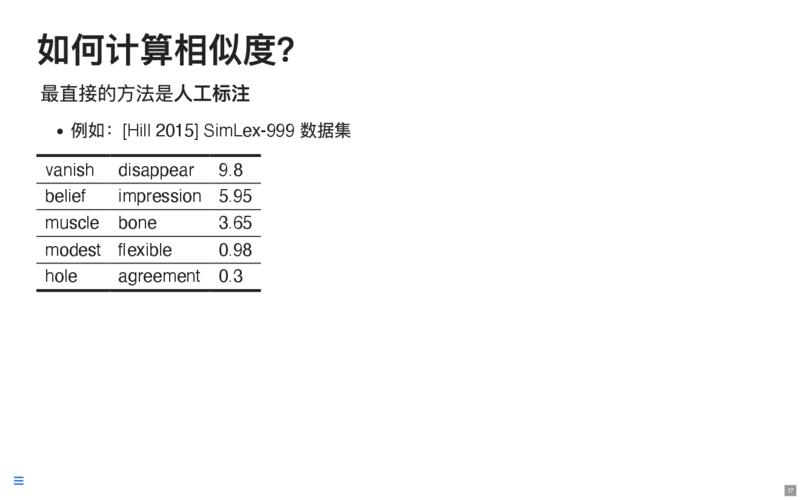 如何计算相似度?
最直接的方法是人工标注
• 例如：[Hill 2015] SimLex-999 数据集
vanish disappear 9.8
belief impression 5.95
muscle bone 3.65
modest flexible 0.98
hole agreement 0.3
17